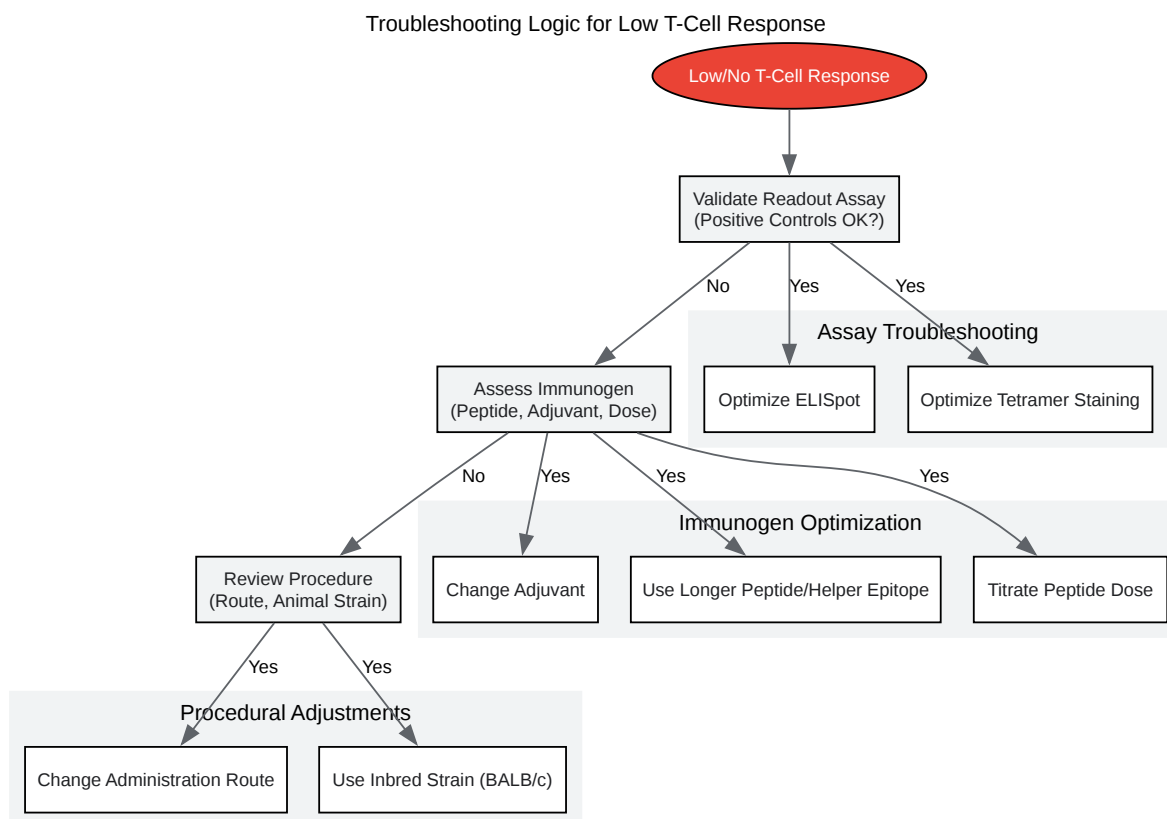 Troubleshooting Logic for Low T-Cell Response
Low/No T-Cell Response
Validate Readout Assay
(Positive Controls OK?)
No
Yes
Yes
Assay Troubleshooting
Assess Immunogen
(Peptide, Adjuvant, Dose)
Optimize ELISpot
Optimize Tetramer Staining
No
Yes
Yes
Yes
Immunogen Optimization
Review Procedure
(Route, Animal Strain)
Change Adjuvant
Use Longer Peptide/Helper Epitope
Titrate Peptide Dose
Yes
Yes
Procedural Adjustments
Change Administration Route
Use Inbred Strain (BALB/c)